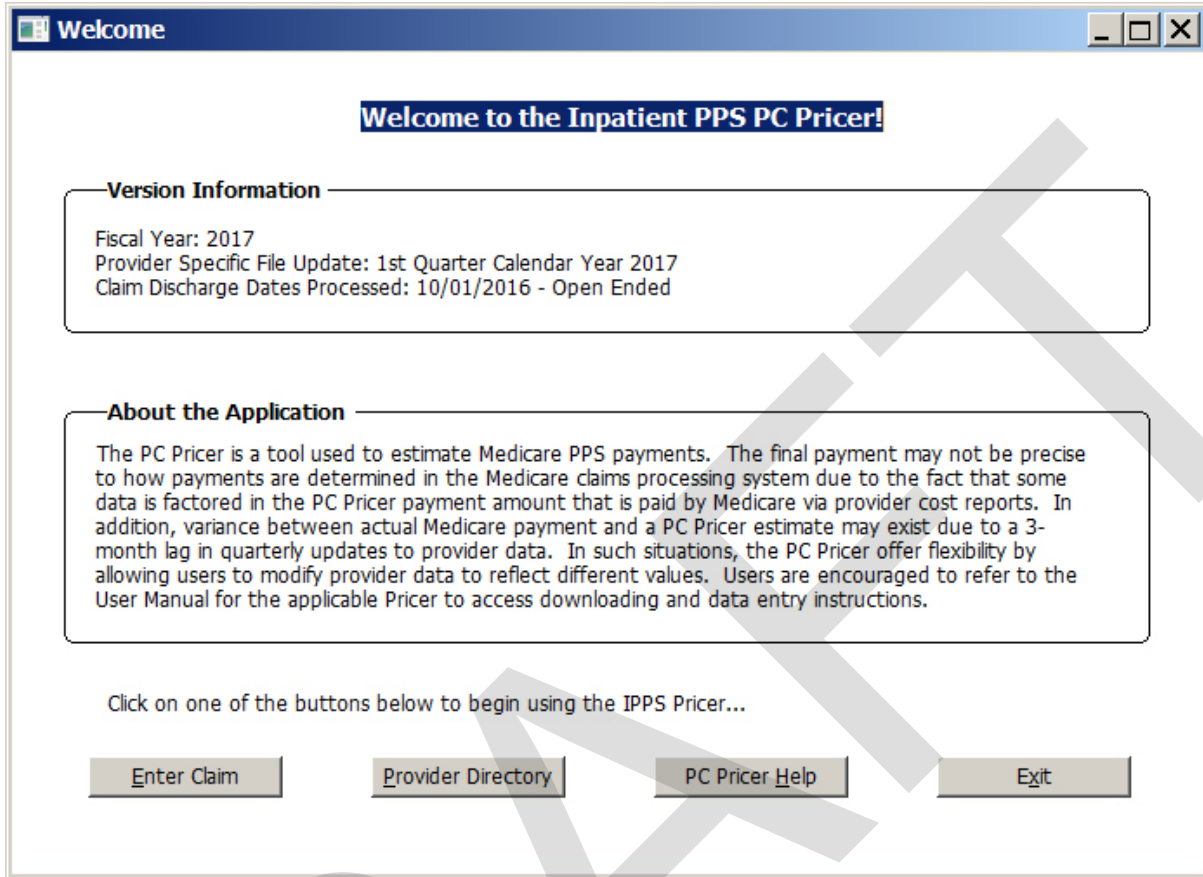 Welcome
Welcome to the Inpatient PPS PC Pricer!
Version Information
Fiscal Year: 2017
Provider Specific File Update: 1st Quarter Calendar Year 2017
Claim Discharge Dates Processed: 10/01/2016 - Open Ended
About the Application
The PC Pricer is a tool used to estimate Medicare PPS payments.  The final payment may not be precise
to how payments are determined in the Medicare claims processing system due to the fact that some
data is factored in the PC Pricer payment amount that is paid by Medicare via provider cost reports.  In
addition, variance between actual Medicare payment and a PC Pricer estimate may exist due to a 3-
month lag in quarterly updates to provider data.  In such situations, the PC Pricer offer flexibility by
allowing users to modify provider data to reflect different values.  Users are encouraged to refer to the
User Manual for the applicable Pricer to access downloading and data entry instructions.
Click on one of the buttons below to begin using the IPPS Pricer...
Enter Claim
Provider Directory
PC Pricer Help
Exit